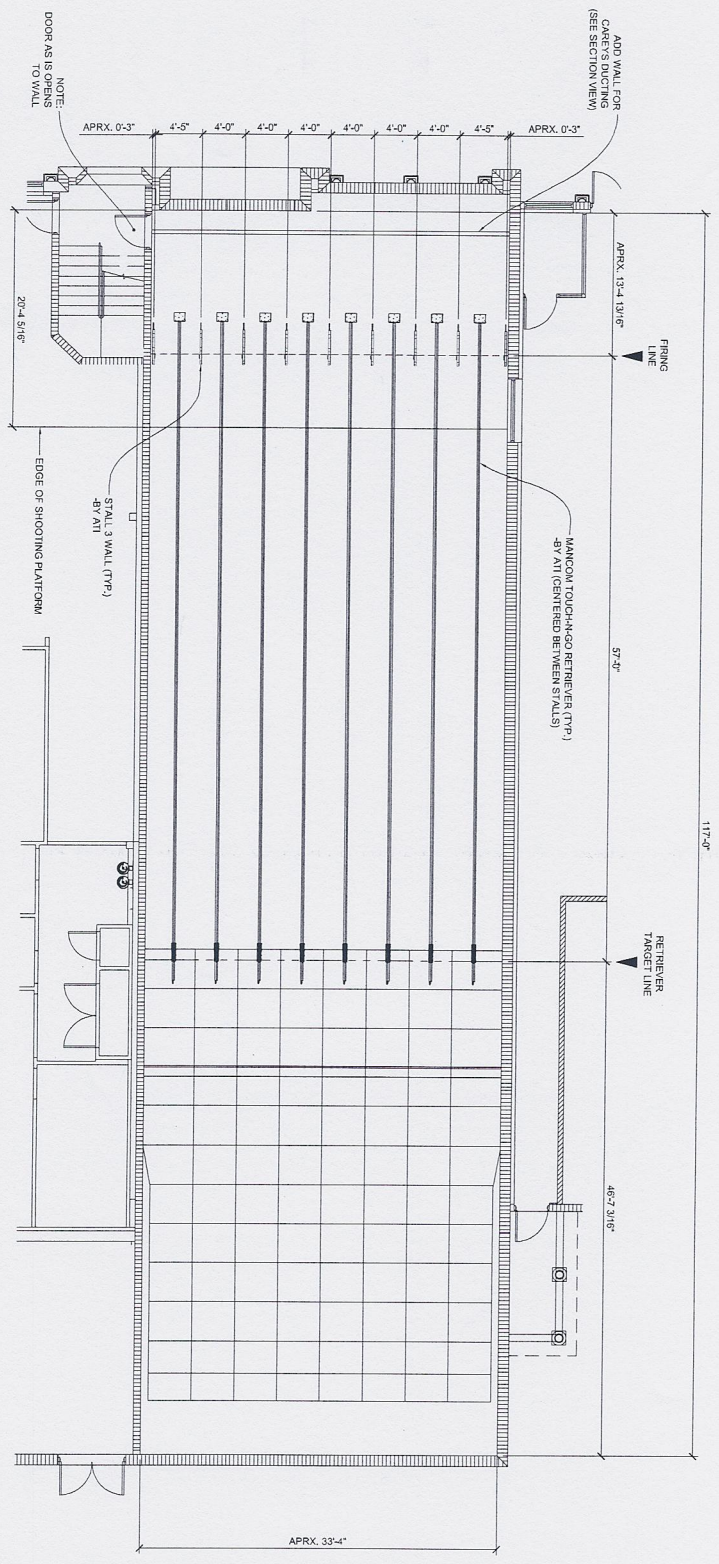 ADD WALL FOR
CAREYS DUCTING
(SEE SECTION VIEW)
NOTE:
DOOR AS IS OPENS
TO WALL
APRX. 0'-3"
4'-5"
4'-0"
4'-0"
4'-0"
4'-0"
4'-0"
4'-0"
4'-5"
APRX. 0'-3"
APRX. 13'-4 13/16"
FIRING
LINE
20'-4 5/16"
EDGE OF SHOOTING PLATFORM
STALL 3 WALL (TYP.)
-BY ATI
MANCOM TOUCH-N-GO RETRIEVER (TYP.)
-BY ATI (CENTERED BETWEEN STALLS)
57'-0"
117'-0"
RETRIEVER
TARGET LINE
46'-7 3/16"
APRX. 33'-4"